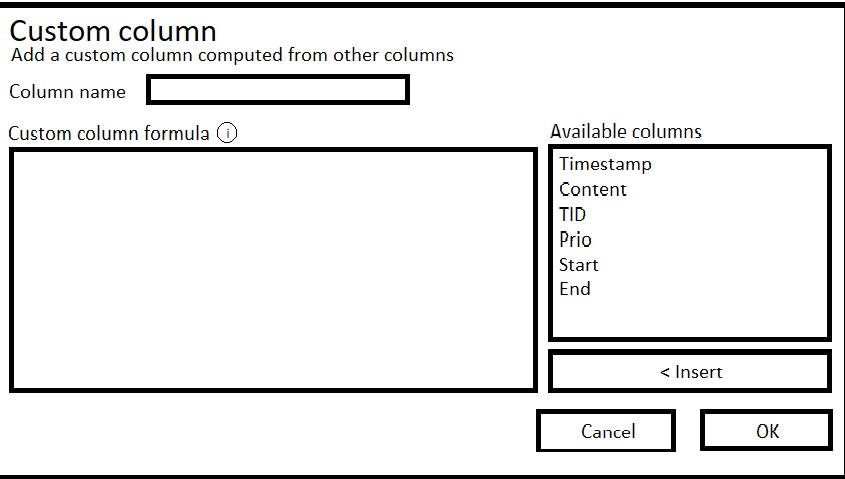 Custom column
Add a custom column computed from other columns
Column name
Custom column formula i
Available columns
Timestamp
Content
TID
Prio
Start
End
< Insert
Cancel
OK